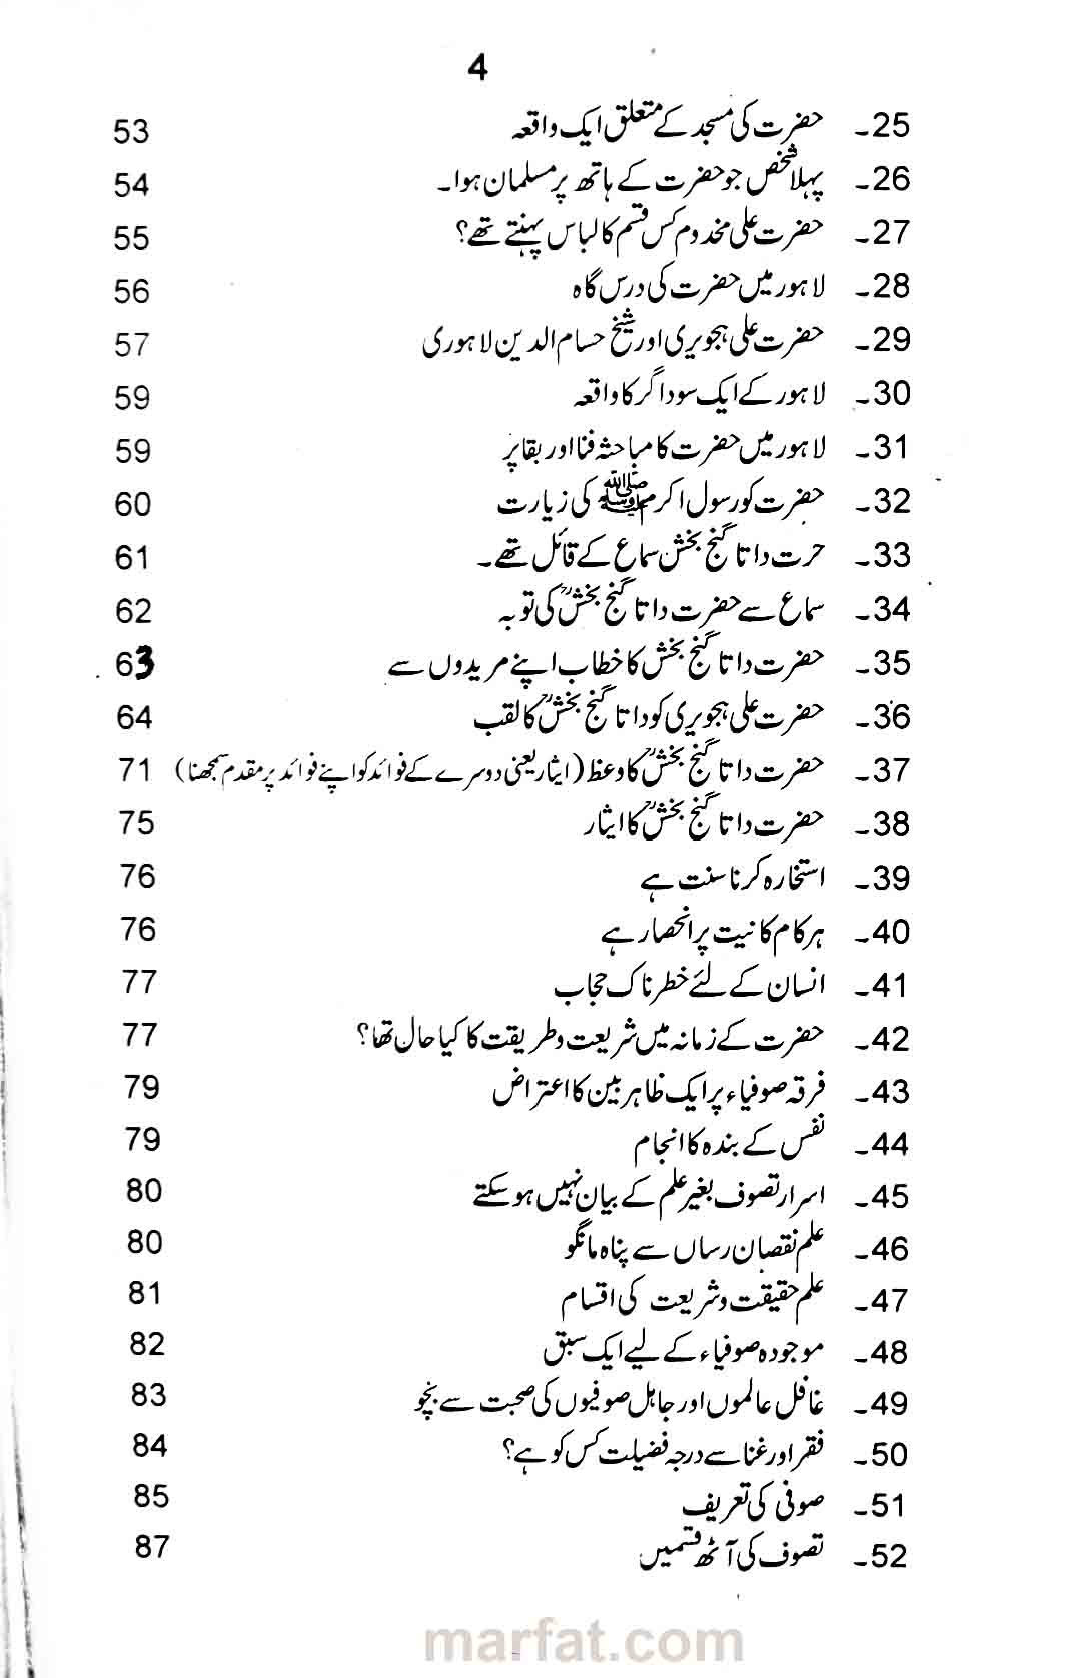 4
25۔ حضرت کی مسجد کے متعلق ایک واقعہ 53
26۔ پہلا شخص جو حضرت کے ہاتھ پر مسلمان ہوا۔ 54
27۔ حضرت علی مخدوم کس قسم کا لباس پہنتے تھے؟ 55
28۔ لاہور میں حضرت کی درس گاہ 56
29۔ حضرت علی ہجویری اور شیخ حسام الدین لاہوری 57
30۔ لاہور کے ایک سوداگر کا واقعہ 59
31۔ لاہور میں حضرت کا مباحثہ فنا اور بقا پر 59
32۔ حضرت کو رسول اکرم ﷺ کی زیارت 60
33۔ حرت داتا گنج بخش سماع کے قائل تھے۔ 61
34۔ سماع سے حضرت داتا گنج بخشؒ کی توبہ 62
35۔ حضرت داتا گنج بخش کا خطاب اپنے مریدوں سے 63
36۔ حضرت علی ہجویری کو داتا گنج بخشؒ کا لقب 64
37۔ حضرت داتا گنج بخشؒ کا وعظ (ایثار یعنی دوسرے کے فوائد کو اپنے فوائد پر مقدم سمجھنا) 71
38۔ حضرت داتا گنج بخشؒ کا ایثار 75
39۔ استخارہ کرنا سنت ہے 76
40۔ ہر کام کا نیت پر انحصار ہے 76
41۔ انسان کے لئے خطرناک حجاب 77
42۔ حضرت کے زمانہ میں شریعت و طریقت کا کیا حال تھا؟ 77
43۔ فرقہ صوفیاء پر ایک ظاہر بین کا اعتراض 79
44۔ نفس کے بندہ کا انجام 79
45۔ اسرار تصوف بغیر علم کے بیان نہیں ہو سکتے 80
46۔ علم نقصان رساں سے پناہ مانگو 80
47۔ علم حقیقت و شریعت کی اقسام 81
48۔ موجودہ صوفیاء کے لیے ایک سبق 82
49۔ غافل عالموں اور جاہل صوفیوں کی صحبت سے بچو 83
50۔ فقر اور غنا سے درجہ فضیلت کس کو ہے؟ 84
51۔ صوفی کی تعریف 85
52۔ تصوف کی آٹھ قسمیں 87
marfat.com